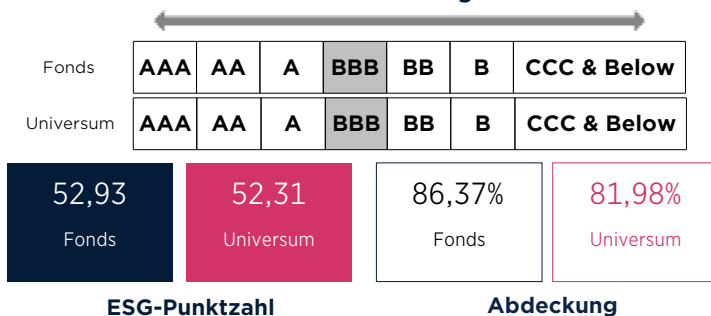 Fonds AAA AA A BBB BB B CCC & Below
Universum AAA AA A BBB BB B CCC & Below
52,93 52,31 86,37% 81,98%
Fonds Universum Fonds Universum
ESG-Punktzahl Abdeckung